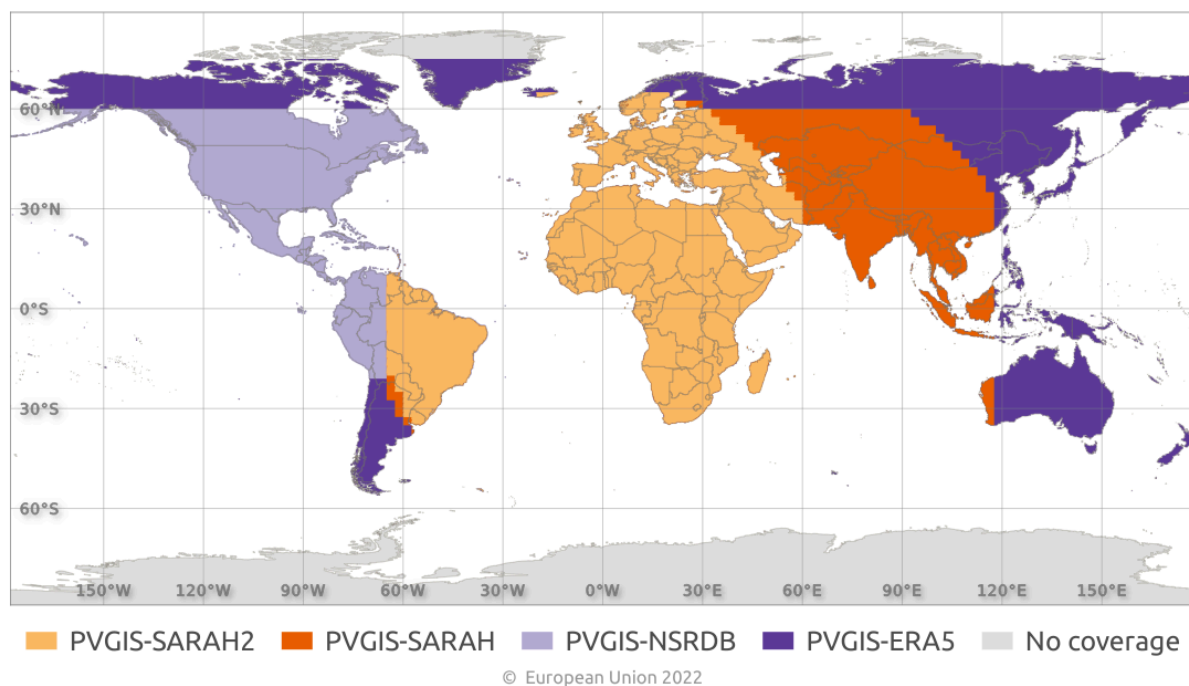 60°N
30°N
0°S
30°S
60°S
150°W 120°W 90°W 60°W 30°W 0°W 30°E 60°E 90°E 120°E 150°E
PVGIS-SARAH2 PVGIS-SARAH PVGIS-NSRDB PVGIS-ERA5 No coverage
© European Union 2022